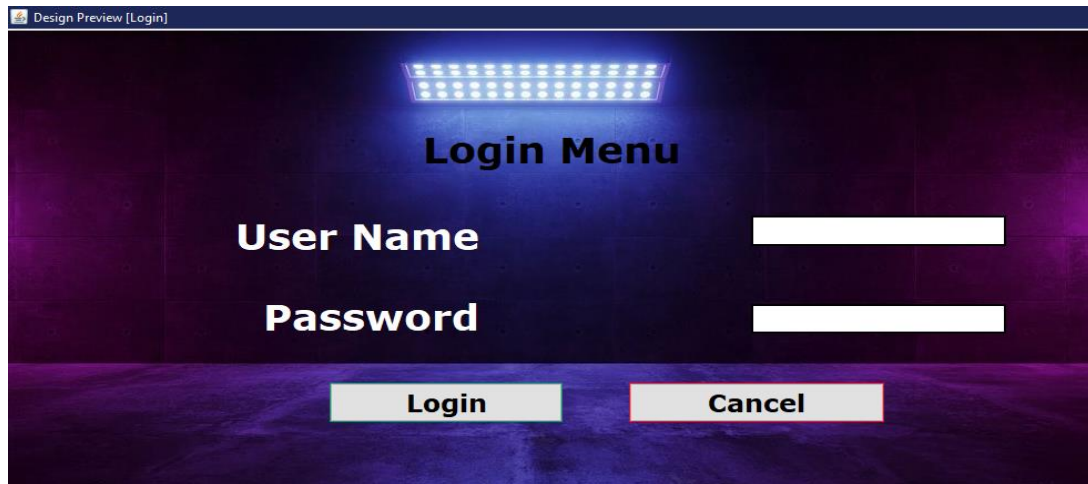 Design Preview [Login]
Login Menu
User Name
Password
Login Cancel